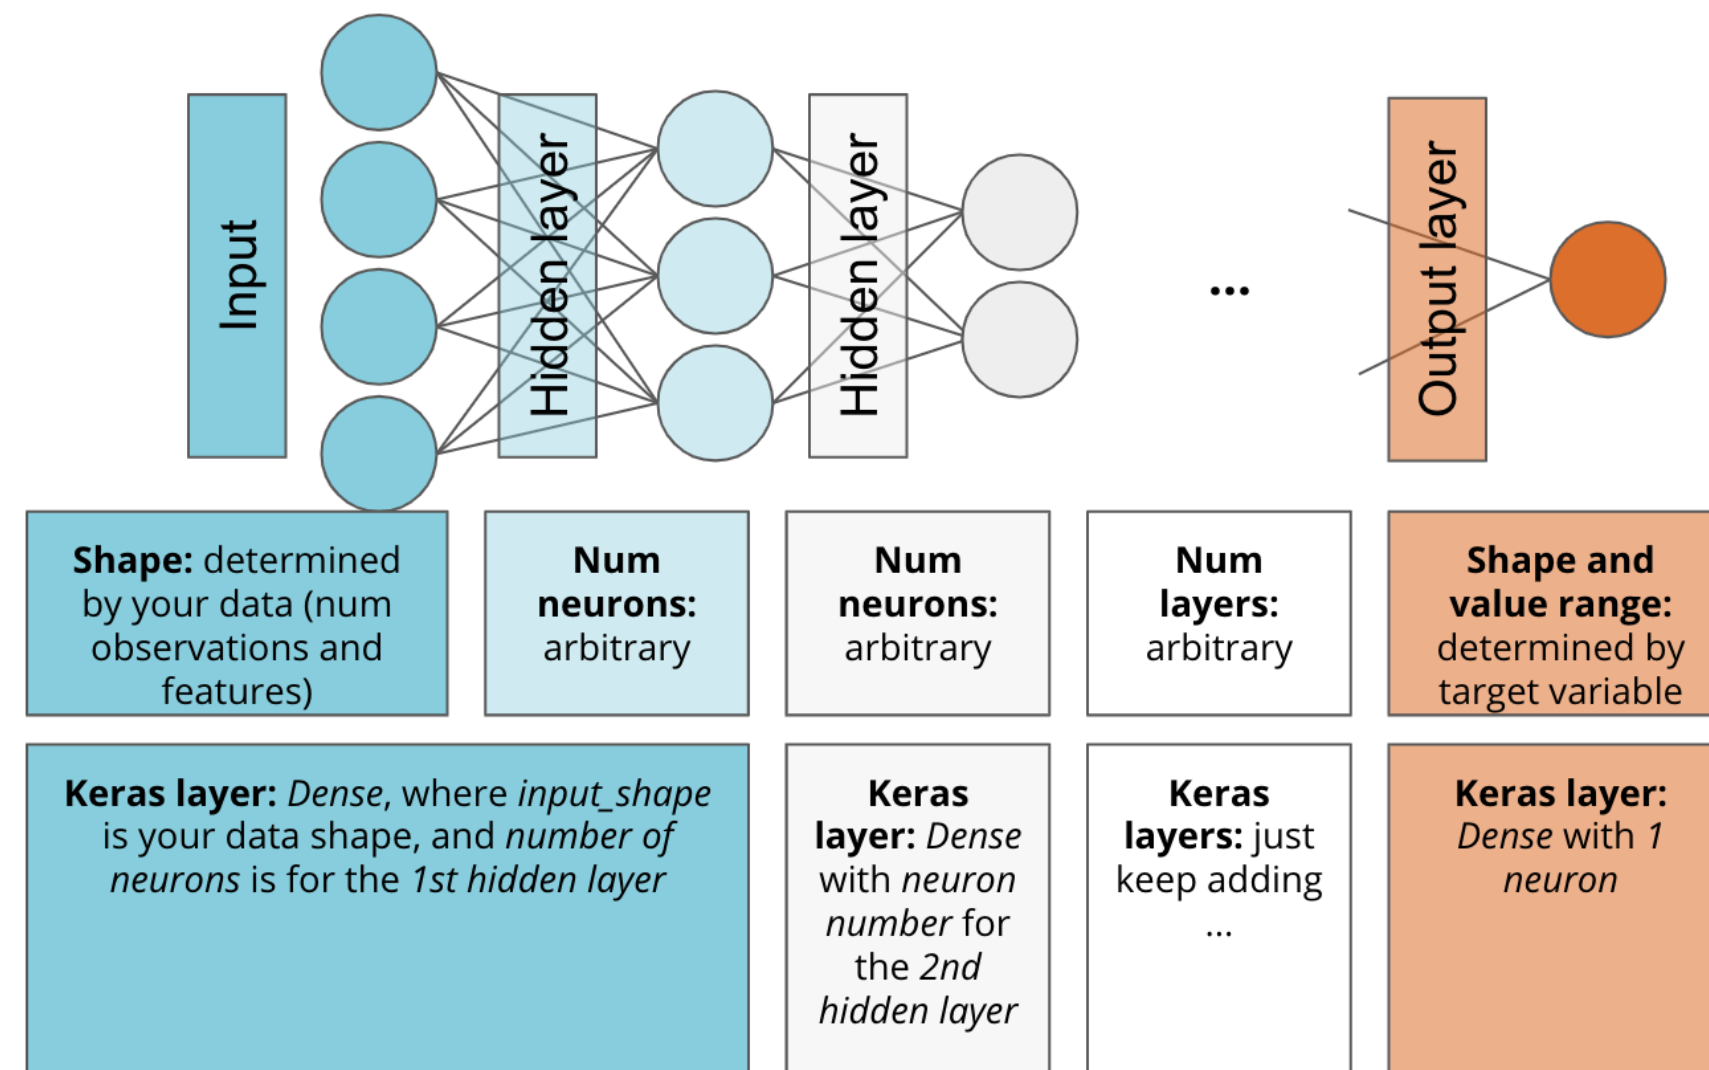 Input
Hidden layer
Hidden layer
...
Output layer
Shape: determined
by your data (num
observations and
features)
Num
neurons:
arbitrary
Num
neurons:
arbitrary
Num
layers:
arbitrary
Shape and
value range:
determined by
target variable
Keras layer: Dense, where input_shape
is your data shape, and number of
neurons is for the 1st hidden layer
Keras
layer: Dense
with neuron
number for
the 2nd
hidden layer
Keras
layers: just
keep adding
...
Keras layer:
Dense with 1
neuron